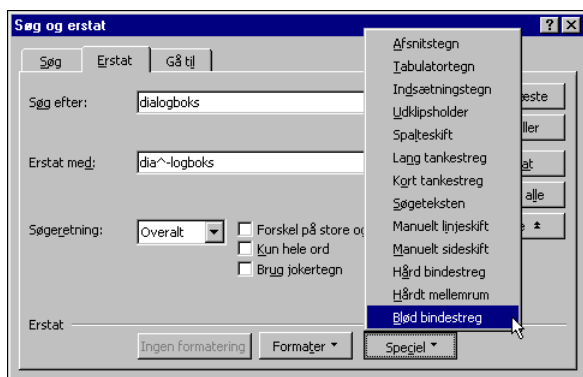 Søg og erstat
Søg
Erstat
Gå til
Søg efter:
dialogboks
Erstat med:
dia^-logboks
Søgeretning:
Overalt
Forskel på store og
Kun hele ord
Brug jokertegn
Erstat
Ingen formatering
Formater
Speciel
Afsnitstegn
Tabulatortegn
Indsætningstegn
Udklipsholder
Spalteskift
Lang tankestreg
Kort tankestreg
Søgeteksten
Manuelt linjeskift
Manuelt sideskift
Hård bindestreg
Hårdt mellemrum
Blød bindestreg
alle